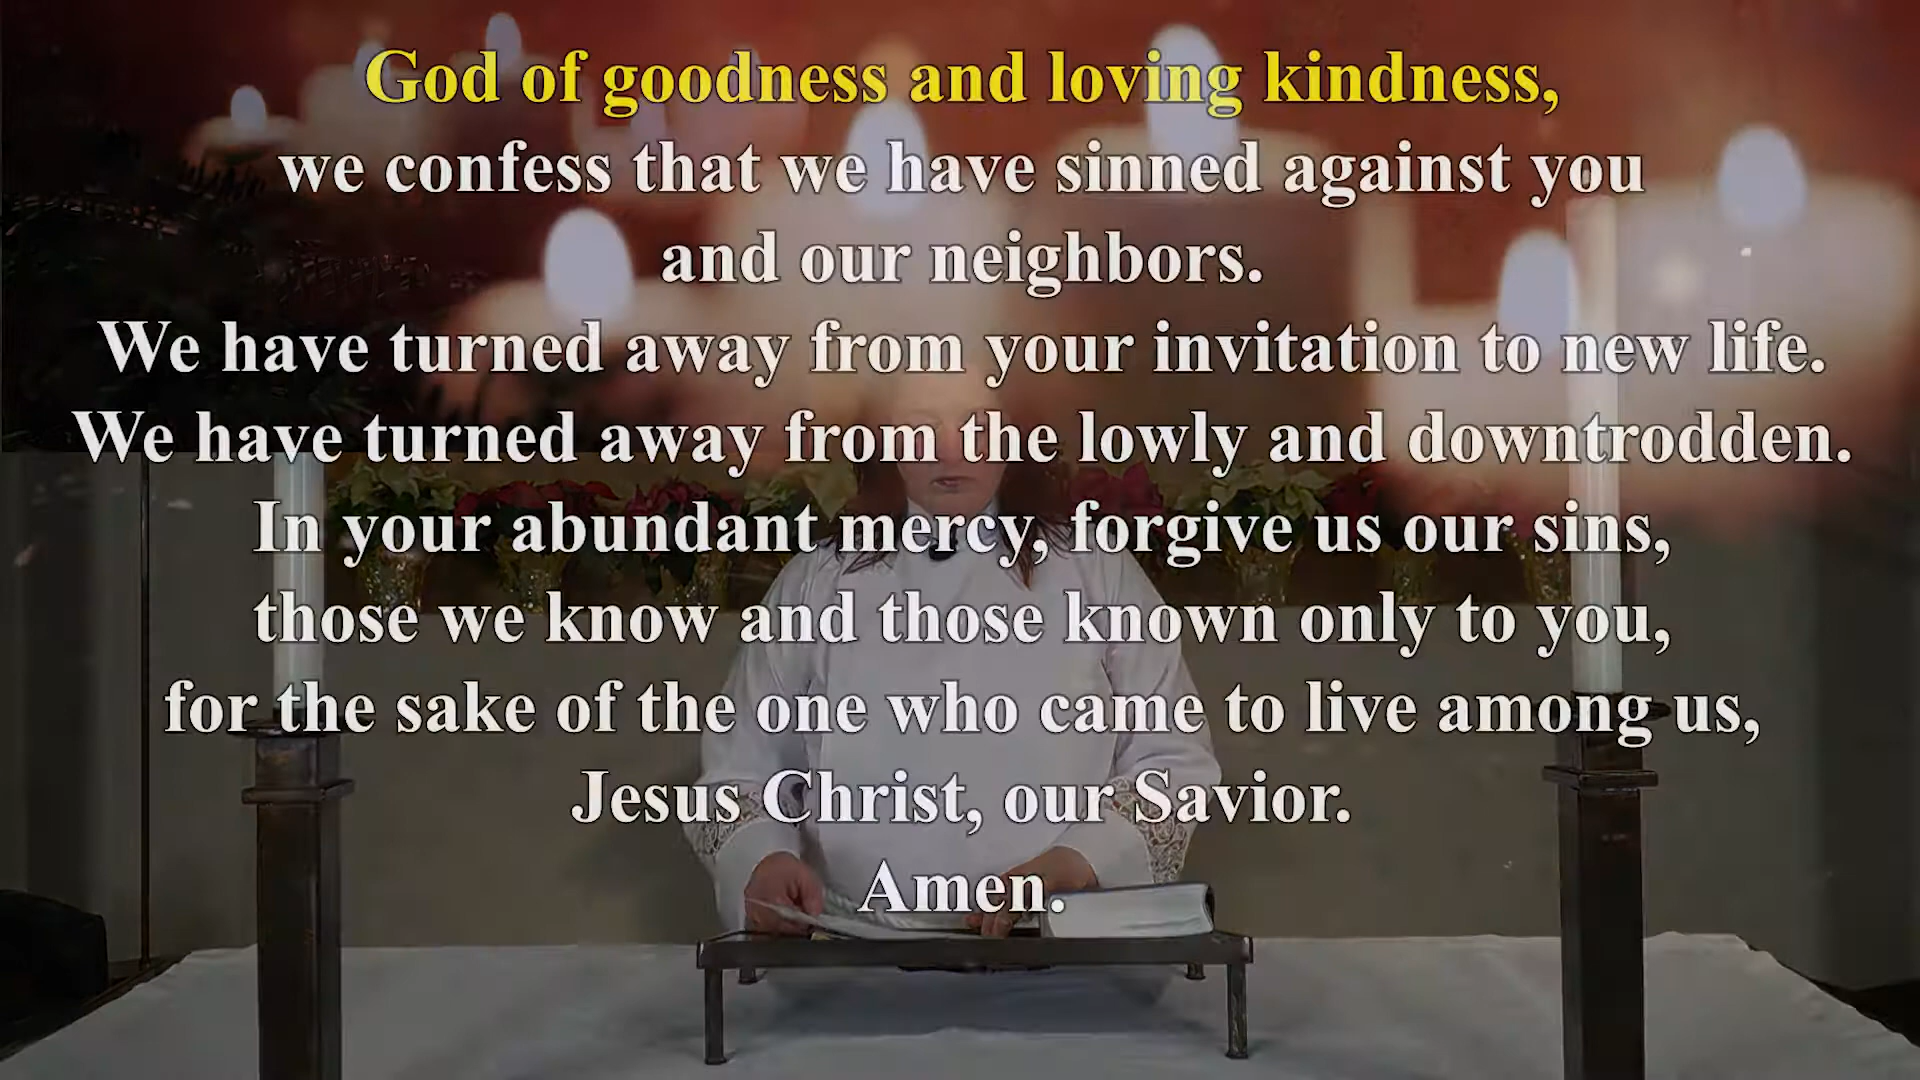 God of goodness and loving kindness,
we confess that we have sinned against you
and our neighbors.
We have turned away from your invitation to new life.
We have turned away from the lowly and downtrodden.
In your abundant mercy, forgive us our sins,
those we know and those known only to you,
for the sake of the one who came to live among us,
Jesus Christ, our Savior.
Amen.